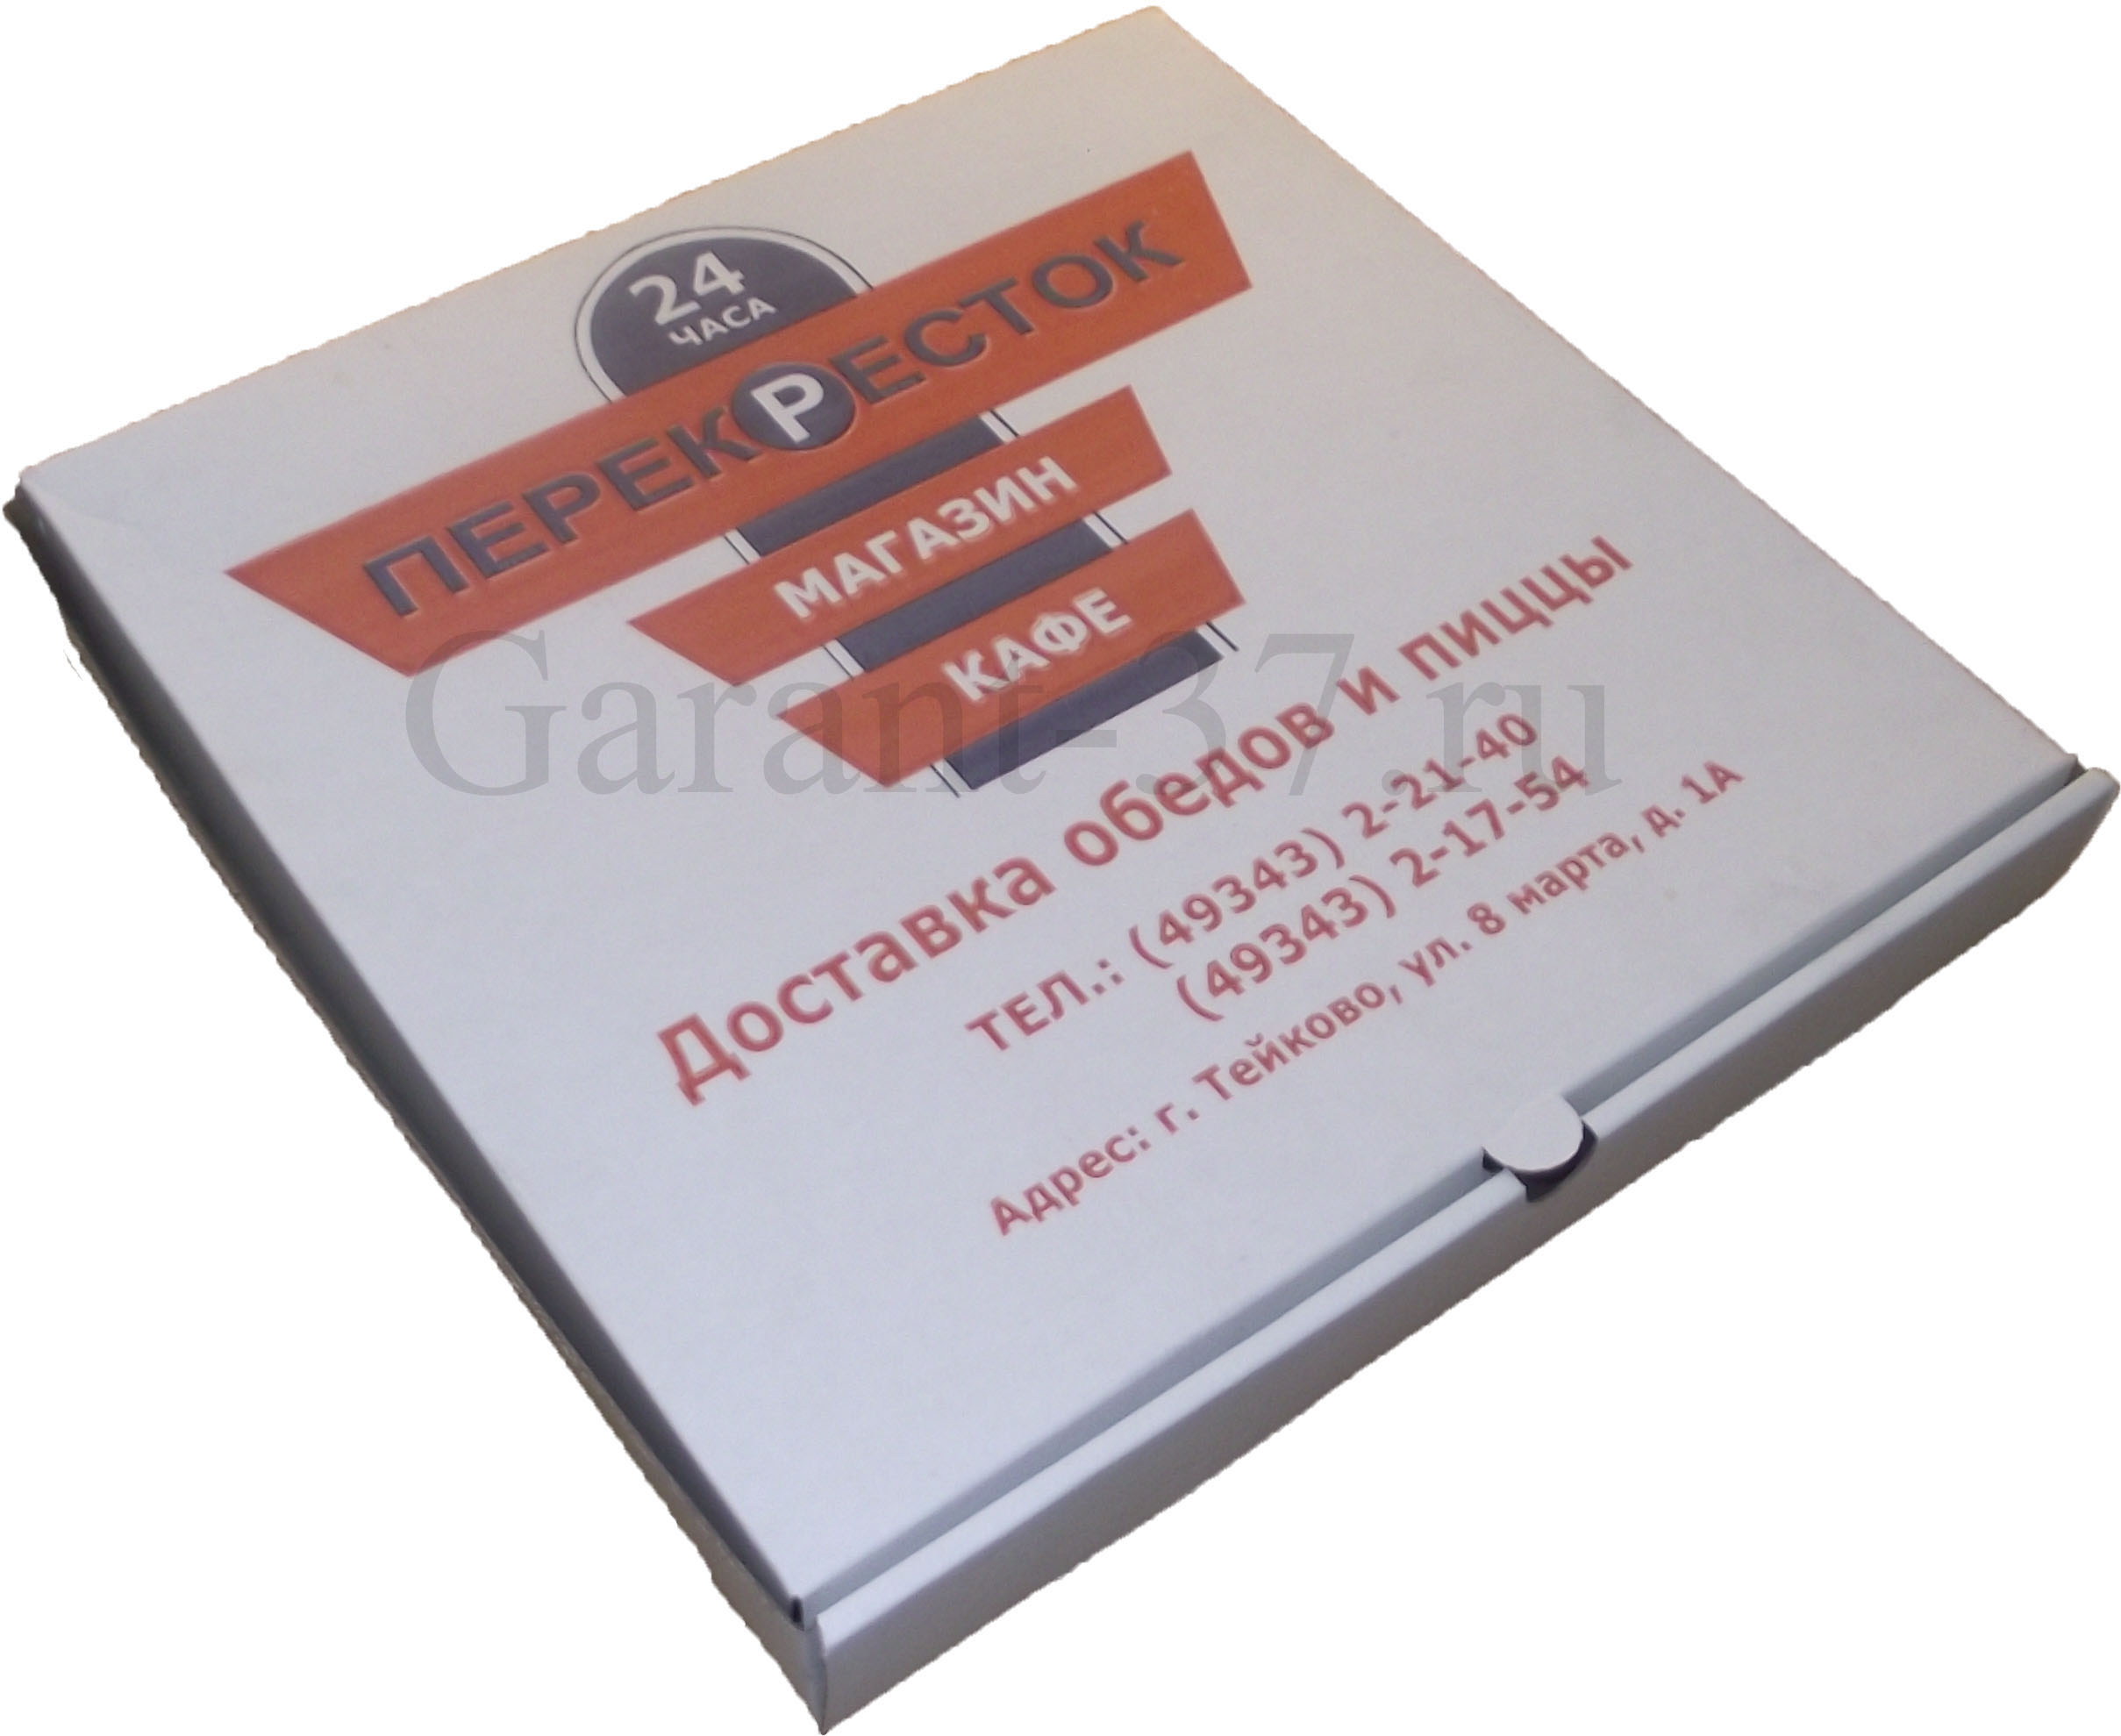 24
ЧАСА
ПЕРЕКРЕСТОК
МАГАЗИН
КАФЕ
Garant-37.ru
Доставка обедов и пиццы
ТЕЛ.: (49343) 2-21-40
(49343) 2-17-54
Адрес: г. Тейково, ул. 8 марта, д. 1А